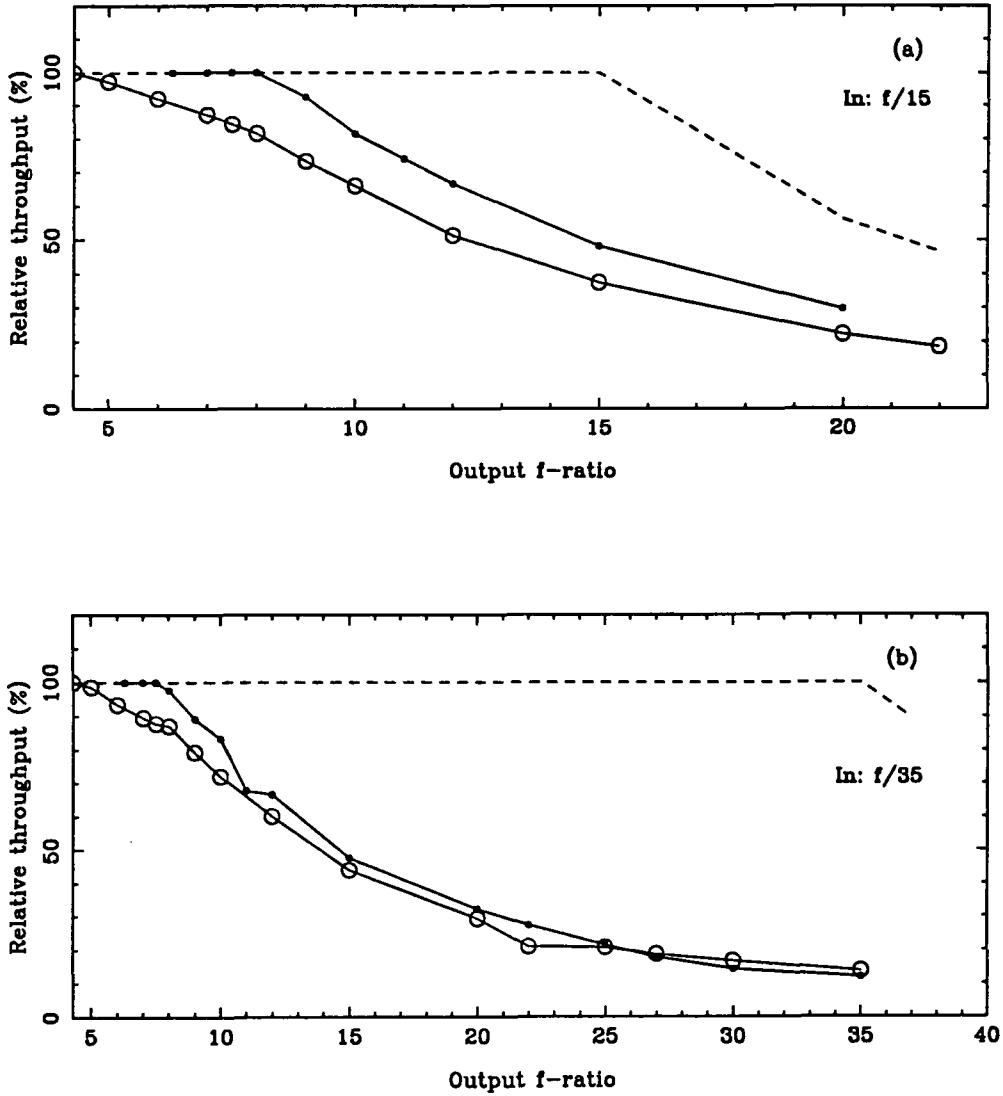 (a)
In: f/15
Relative throughput (%)
0 50 100
5 10 15 20
Output f-ratio
(b)
In: f/35
Relative throughput (%)
0 50 100
5 10 15 20 25 30 35 40
Output f-ratio